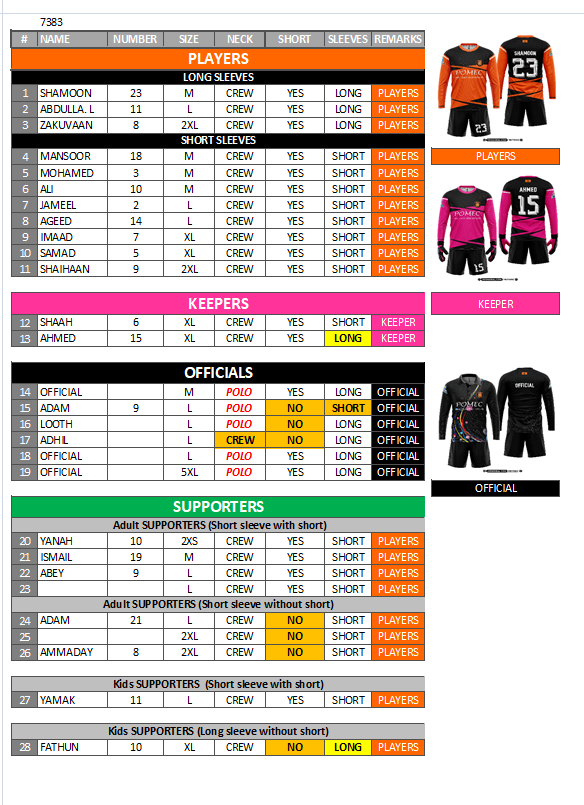 7383
# NAME NUMBER SIZE NECK SHORT SLEEVES REMARKS
PLAYERS
LONG SLEEVES
1 SHAMOON 23 M CREW YES LONG PLAYERS
2 ABDULLA. L 11 L CREW YES LONG PLAYERS
3 ZAKUVAAN 8 2XL CREW YES LONG PLAYERS
SHORT SLEEVES
4 MANSOOR 18 M CREW YES SHORT PLAYERS
5 MOHAMED 3 M CREW YES SHORT PLAYERS
6 ALI 10 M CREW YES SHORT PLAYERS
7 JAMEEL 2 L CREW YES SHORT PLAYERS
8 AGEED 14 L CREW YES SHORT PLAYERS
9 IMAAD 7 XL CREW YES SHORT PLAYERS
10 SAMAD 5 XL CREW YES SHORT PLAYERS
11 SHAIHAAN 9 2XL CREW YES SHORT PLAYERS
KEEPERS
12 SHAAH 6 XL CREW YES SHORT KEEPER
13 AHMED 15 XL CREW YES LONG KEEPER
OFFICIALS
14 OFFICIAL M POLO YES LONG OFFICIAL
15 ADAM 9 L POLO NO SHORT OFFICIAL
16 LOOTH L POLO NO LONG OFFICIAL
17 ADHIL L CREW NO LONG OFFICIAL
18 OFFICIAL L POLO YES LONG OFFICIAL
19 OFFICIAL 5XL POLO YES LONG OFFICIAL
SUPPORTERS
Adult SUPPORTERS (Short sleeve with short)
20 YANAH 10 2XS CREW YES SHORT PLAYERS
21 ISMAIL 19 M CREW YES SHORT PLAYERS
22 ABEY 9 L CREW YES SHORT PLAYERS
23 L CREW YES SHORT PLAYERS
Adult SUPPORTERS (Short sleeve without short)
24 ADAM 21 L CREW NO SHORT PLAYERS
25 2XL CREW NO SHORT PLAYERS
26 AMMADAY 8 2XL CREW NO SHORT PLAYERS
Kids SUPPORTERS (Short sleeve with short)
27 YAMAK 11 L CREW YES SHORT PLAYERS
Kids SUPPORTERS (Long sleeve without short)
28 FATHUN 10 XL CREW NO LONG PLAYERS
SHAMOON
23
POMEC
23
PLAYERS
AHMED
15
POMEC
15
KEEPER
OFFICIAL
POMEC
OFFICIAL